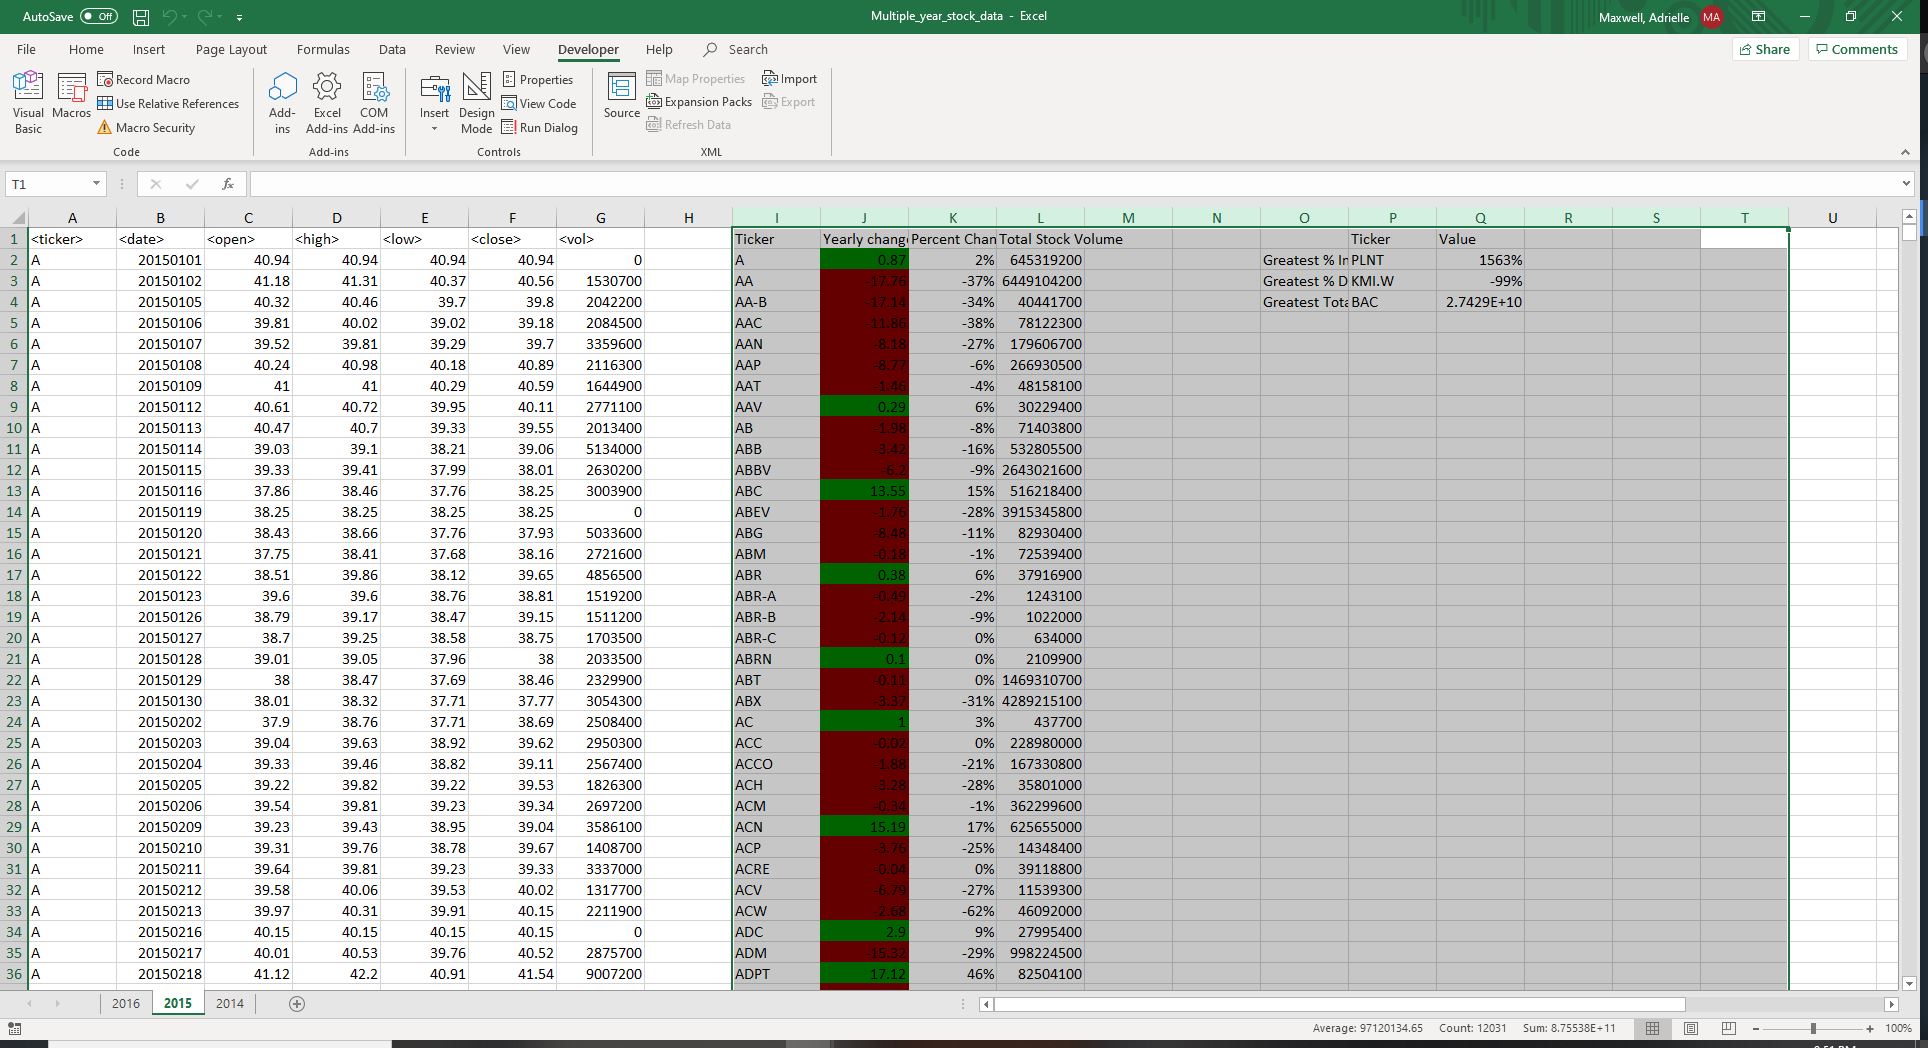 AutoSave Off Multiple_year_stock_data - Excel Maxwell, Adrielle MA
File Home Insert Page Layout Formulas Data Review View Developer Help Search Share Comments
Visual Basic
Macros
Record Macro
Use Relative References
Macro Security
Code
Add-ins
Excel Add-ins
COM Add-ins
Add-ins
Insert
Design Mode
Properties
View Code
Run Dialog
Controls
Source
Map Properties
Expansion Packs
Refresh Data
Import
Export
XML
T1 fx
A B C D E F G H I J K L M N O P Q R S T U
1 <ticker> <date> <open> <high> <low> <close> <vol> Ticker Yearly chang Percent Chan Total Stock Volume Ticker Value
2 A 20150101 40.94 40.94 40.94 40.94 0 A 0.87 2% 645319200 Greatest % In PLNT 1563%
3 A 20150102 41.18 41.31 40.37 40.56 1530700 AA -17.76 -37% 6449104200 Greatest % D KMI.W -99%
4 A 20150105 40.32 40.46 39.7 39.8 2042200 AA-B -17.14 -34% 40441700 Greatest Tota BAC 2.7429E+10
5 A 20150106 39.81 40.02 39.02 39.18 2084500 AAC -11.86 -38% 78122300
6 A 20150107 39.52 39.81 39.29 39.7 3359600 AAN -8.18 -27% 179606700
7 A 20150108 40.24 40.98 40.18 40.89 2116300 AAP -8.77 -6% 266930500
8 A 20150109 41 41 40.29 40.59 1644900 AAT -1.46 -4% 48158100
9 A 20150112 40.61 40.72 39.95 40.11 2771100 AAV 0.29 6% 30229400
10 A 20150113 40.47 40.7 39.33 39.55 2013400 AB -1.98 -8% 71403800
11 A 20150114 39.03 39.1 38.21 39.06 5134000 ABB -3.42 -16% 532805500
12 A 20150115 39.33 39.41 37.99 38.01 2630200 ABBV -6.2 -9% 2643021600
13 A 20150116 37.86 38.46 37.76 38.25 3003900 ABC 13.55 15% 516218400
14 A 20150119 38.25 38.25 38.25 38.25 0 ABEV -1.76 -28% 3915345800
15 A 20150120 38.43 38.66 37.76 37.93 5033600 ABG -8.48 -11% 82930400
16 A 20150121 37.75 38.41 37.68 38.16 2721600 ABM -0.18 -1% 72539400
17 A 20150122 38.51 39.86 38.12 39.65 4856500 ABR 0.38 6% 37916900
18 A 20150123 39.6 39.6 38.76 38.81 1519200 ABR-A -0.49 -2% 1243100
19 A 20150126 38.79 39.17 38.47 39.15 1511200 ABR-B -2.14 -9% 1022000
20 A 20150127 38.7 39.25 38.58 38.75 1703500 ABR-C -0.12 0% 634000
21 A 20150128 39.01 39.05 37.96 38 2033500 ABRN 0.1 0% 2109900
22 A 20150129 38 38.47 37.69 38.46 2329900 ABT -0.11 0% 1469310700
23 A 20150130 38.01 38.32 37.71 37.77 3054300 ABX -3.37 -31% 4289215100
24 A 20150202 37.9 38.76 37.71 38.69 2508400 AC 1 3% 437700
25 A 20150203 39.04 39.63 38.92 39.62 2950300 ACC -0.02 0% 228980000
26 A 20150204 39.33 39.46 38.82 39.11 2567400 ACCO -1.88 -21% 167330800
27 A 20150205 39.22 39.82 39.22 39.53 1826300 ACH -3.28 -28% 35801000
28 A 20150206 39.54 39.81 39.23 39.34 2697200 ACM -0.34 -1% 362299600
29 A 20150209 39.23 39.43 38.95 39.04 3586100 ACN 15.19 17% 625655000
30 A 20150210 39.31 39.76 38.78 39.67 1408700 ACP -3.76 -25% 14348400
31 A 20150211 39.64 39.81 39.23 39.33 3337000 ACRE -0.04 0% 39118800
32 A 20150212 39.58 40.06 39.53 40.02 1317700 ACV -6.79 -27% 11539300
33 A 20150213 39.97 40.31 39.91 40.15 2211900 ACW -2.68 -62% 46092000
34 A 20150216 40.15 40.15 40.15 40.15 0 ADC 2.9 9% 27995400
35 A 20150217 40.01 40.53 39.76 40.52 2875700 ADM -15.32 -29% 998224500
36 A 20150218 41.12 42.2 40.91 41.54 9007200 ADPT 17.12 46% 82504100
2016 2015 2014
Average: 97120134.65 Count: 12031 Sum: 8.75538E+11 100%